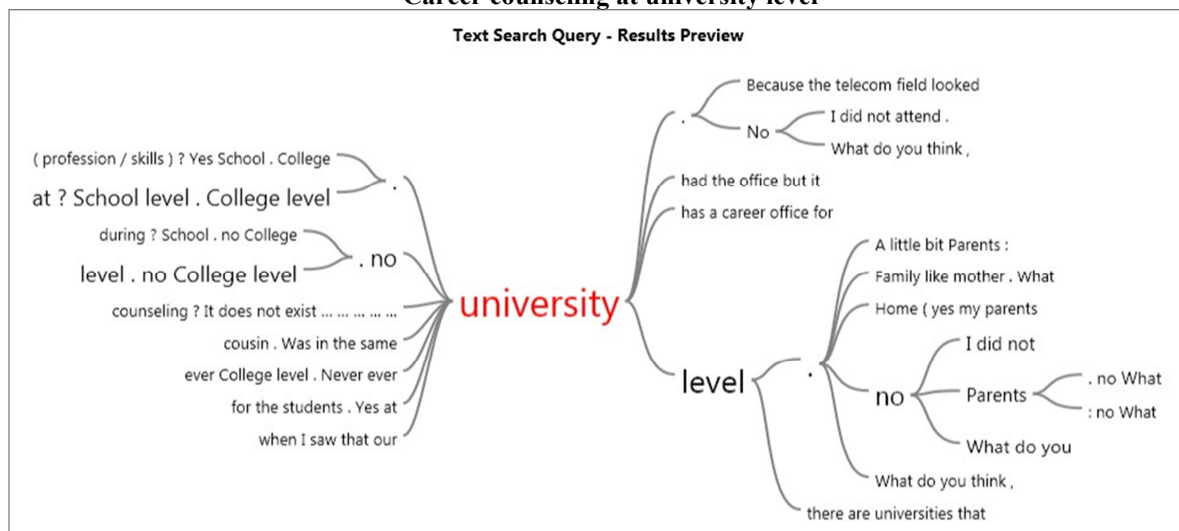 Career counseling at university level
Text Search Query - Results Preview
( profession / skills ) ? Yes School . College
at ? School level . College level
.
during ? School . no College
level . no College level
. no
counseling ? It does not exist ... ... ... ... ...
cousin . Was in the same
ever College level . Never ever
for the students . Yes at
when I saw that our
university
.
Because the telecom field looked
No
I did not attend .
What do you think ,
had the office but it
has a career office for
level
.
A little bit Parents :
Family like mother . What
Home ( yes my parents
no
I did not
Parents
. no What
: no What
What do you
What do you think ,
there are universities that